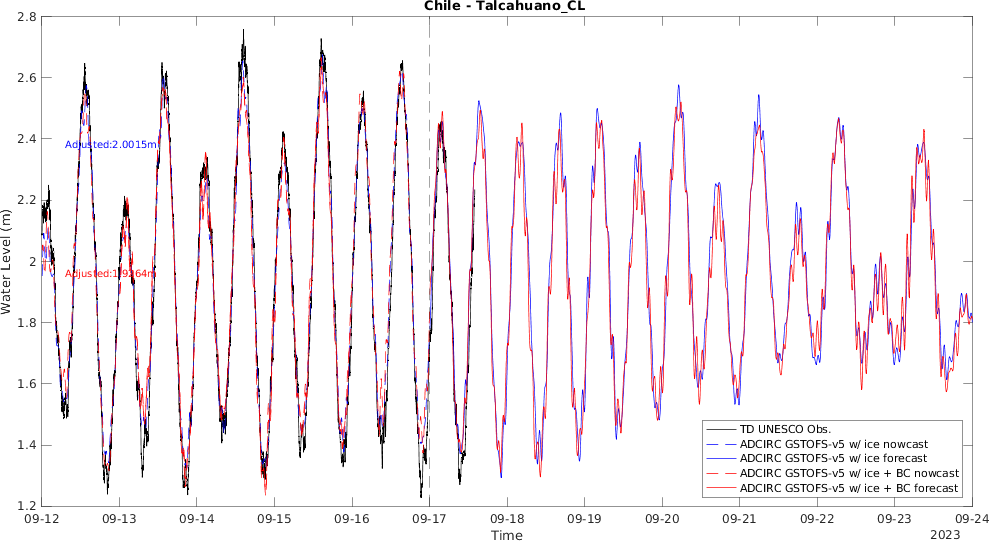 Chile - Talcahuano_CL
2.8
2.6
2.4
2.2
2
1.8
1.6
1.4
1.2
Water Level (m)
Adjusted:2.0015m
TD UNESCO Obs.
ADCIRC GSTOFS-v5 w/ ice nowcast
ADCIRC GSTOFS-v5 w/ ice forecast
ADCIRC GSTOFS-v5 w/ ice + BC nowcast
ADCIRC GSTOFS-v5 w/ ice + BC forecast
09-12 09-13 09-14 09-15 09-16 09-17 09-18 09-19 09-20 09-21 09-22 09-23 09-24
Time
2023